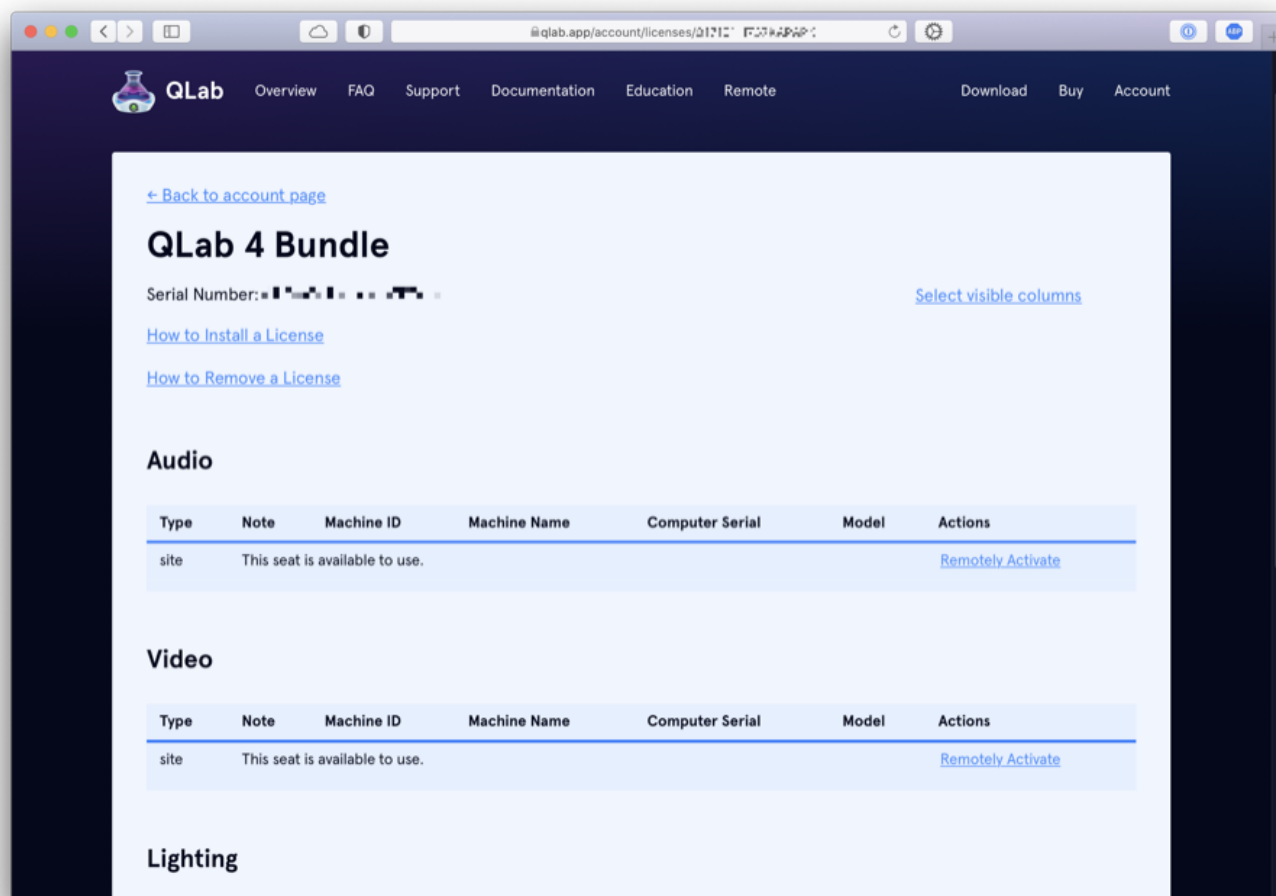 qlab.app/account/licenses/
QLab Overview FAQ Support Documentation Education Remote Download Buy Account
← Back to account page
QLab 4 Bundle
Serial Number:
Select visible columns
How to Install a License
How to Remove a License
Audio
Type Note Machine ID Machine Name Computer Serial Model Actions
site This seat is available to use. Remotely Activate
Video
Type Note Machine ID Machine Name Computer Serial Model Actions
site This seat is available to use. Remotely Activate
Lighting